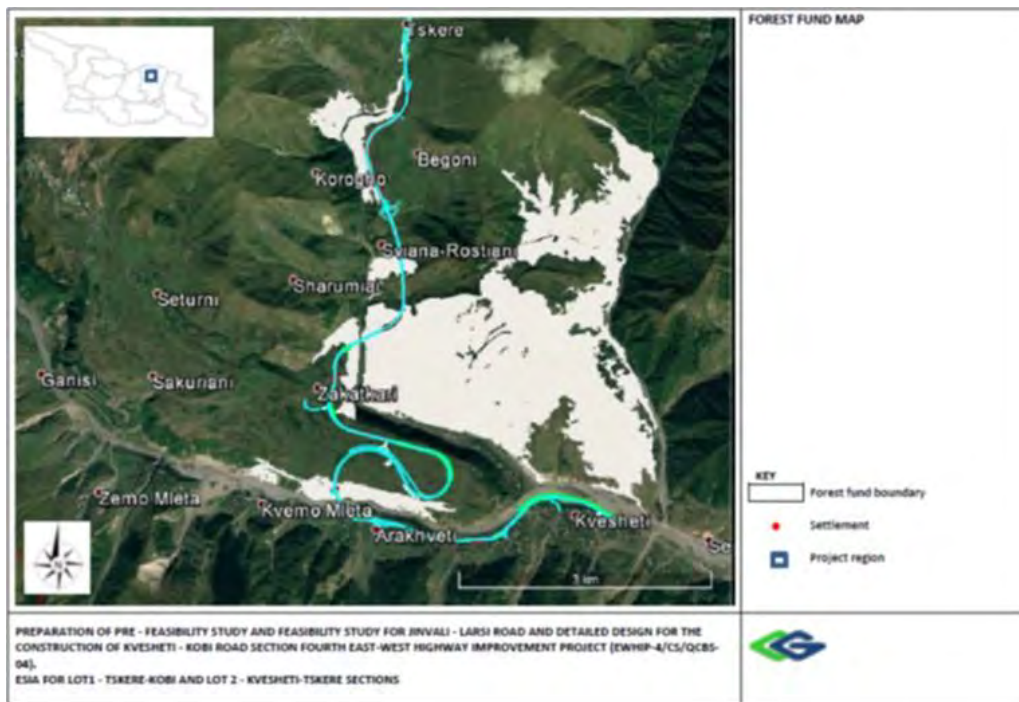 FOREST FUND MAP
Tskere
Begoni
Korogho
Sviana-Rostiani
Sharumiai
Seturni
Ganisi
Sakuriani
Zakatkari
Zemo Mleta
Kvemo Mleta
Kvesheti
Arakhveti
Se
3 km
KEY
Forest fund boundary
Settlement
Project region
PREPARATION OF PRE - FEASIBILITY STUDY AND FEASIBILITY STUDY FOR JINVALI - LARSI ROAD AND DETAILED DESIGN FOR THE
CONSTRUCTION OF KVESHETI - KOBI ROAD SECTION FOURTH EAST-WEST HIGHWAY IMPROVEMENT PROJECT (EWHIP-4/CS/QCBS-
04).
ESIA FOR LOT1 - TSKERE-KOBI AND LOT 2 - KVESHETI-TSKERE SECTIONS